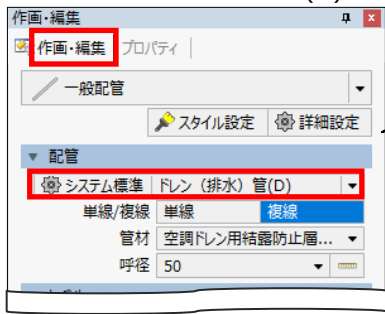 作画・編集
作画・編集 プロパティ
一般配管
スタイル設定 詳細設定
配管
システム標準 ドレン（排水）管(D)
単線/複線 単線 複線
管材 空調ドレン用結露防止層...
呼径 50